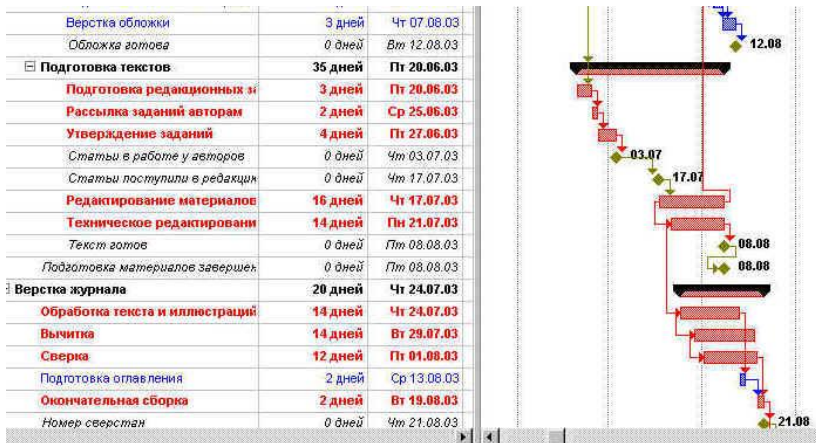 Верстка обложки 3 дней Чт 07.08.03
Обложка готова 0 дней Вт 12.08.03 12.08
Подготовка текстов 35 дней Пт 20.06.03
Подготовка редакционных за 3 дней Пт 20.06.03
Рассылка заданий авторам 2 дней Ср 25.06.03
Утверждение заданий 4 дней Пт 27.06.03
Статьи в работе у авторов 0 дней Чт 03.07.03 03.07
Статьи поступили в редакцик 0 дней Чт 17.07.03 17.07
Редактирование материалов 16 дней Чт 17.07.03
Техническое редактировани 14 дней Пн 21.07.03
Текст готов 0 дней Пт 08.08.03 08.08
Подготовка материалов завершен 0 дней Пт 08.08.03 08.08
Верстка журнала 20 дней Чт 24.07.03
Обработка текста и иллюстраций 14 дней Чт 24.07.03
Вычитка 14 дней Вт 29.07.03
Сверка 12 дней Пт 01.08.03
Подготовка оглавления 2 дней Ср 13.08.03
Окончательная сборка 2 дней Вт 19.08.03
Номер сверстан 0 дней Чт 21.08.03 21.08